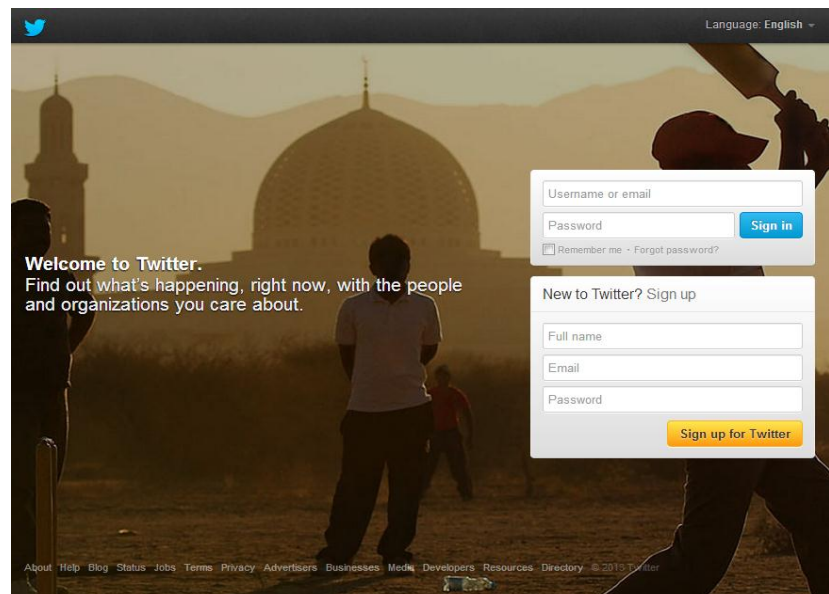 Language: English
Username or email
Password
Sign in
Remember me - Forgot password?
Welcome to Twitter.
Find out what's happening, right now, with the people
and organizations you care about.
New to Twitter? Sign up
Full name
Email
Password
Sign up for Twitter
About Help Blog Status Jobs Terms Privacy Advertisers Businesses Media Developers Resources Directory © 2013 Twitter